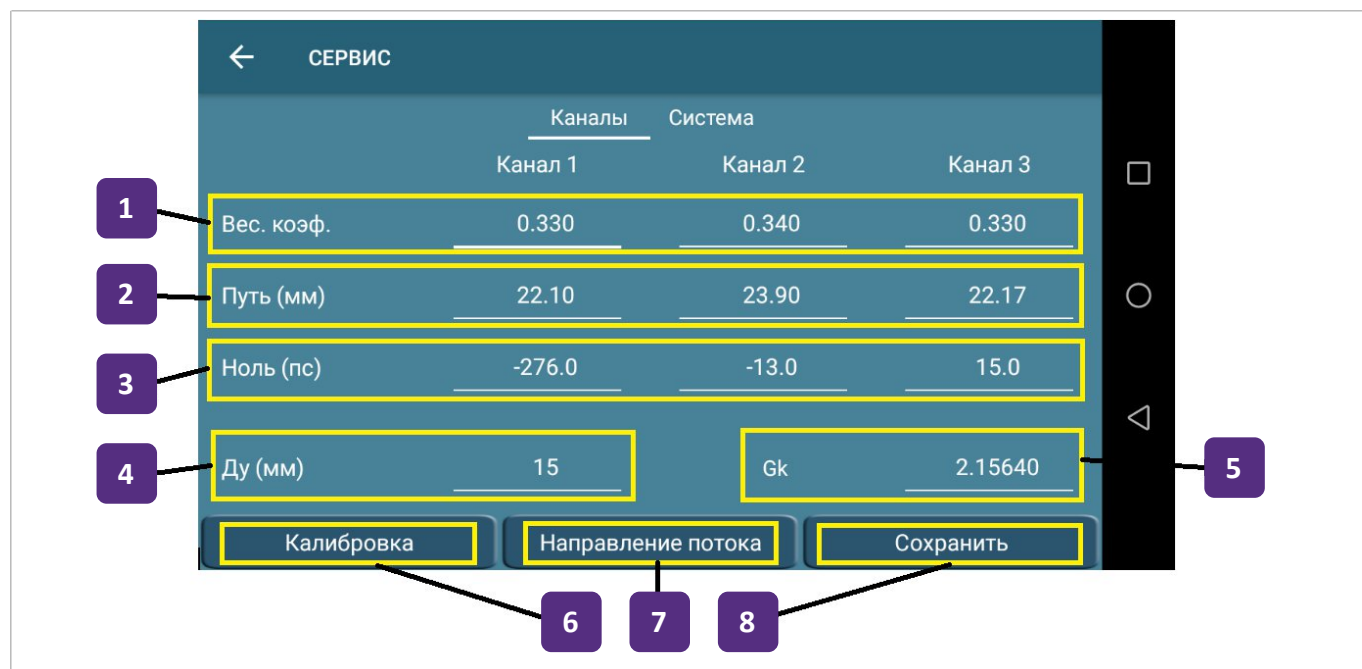 СЕРВИС
Каналы Система
Канал 1 Канал 2 Канал 3
1 Вес. коэф. 0.330 0.340 0.330
2 Путь (мм) 22.10 23.90 22.17
3 Ноль (пс) -276.0 -13.0 15.0
4 Ду (мм) 15 Gk 2.15640 5
Калибровка Направление потока Сохранить
6 7 8